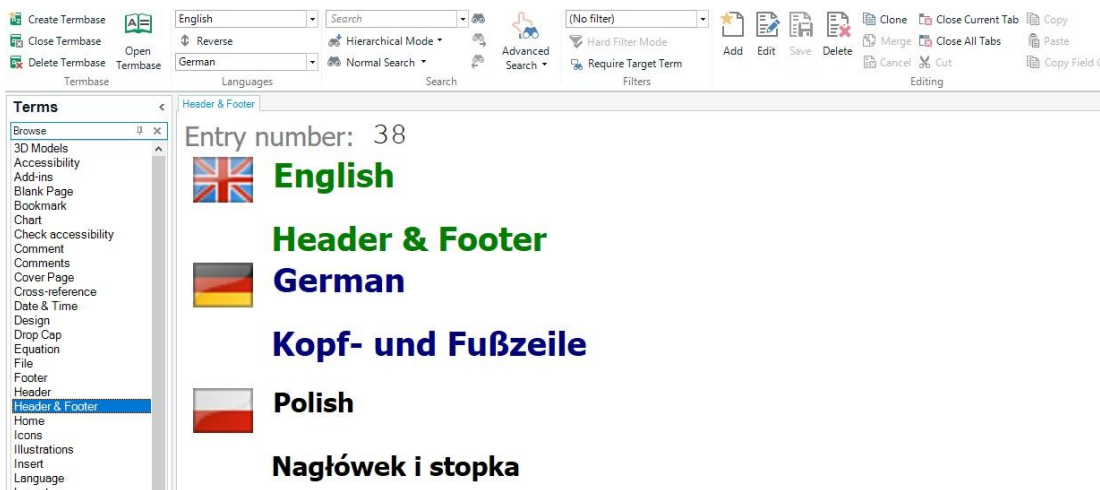 Create Termbase
Close Termbase
Delete Termbase
Open Termbase
Termbase
English
Reverse
German
Languages
Search
Hierarchical Mode
Normal Search
Advanced Search
Search
(No filter)
Hard Filter Mode
Require Target Term
Filters
Add
Edit
Save
Delete
Clone
Close Current Tab
Copy
Merge
Close All Tabs
Paste
Cancel
Cut
Copy Field
Editing
Terms
Browse
3D Models
Accessibility
Add-ins
Blank Page
Bookmark
Chart
Check accessibility
Comment
Comments
Cover Page
Cross-reference
Date & Time
Design
Drop Cap
Equation
File
Footer
Header
Header & Footer
Home
Icons
Illustrations
Insert
Language
Header & Footer
Entry number: 38
English
Header & Footer
German
Kopf- und Fußzeile
Polish
Nagłówek i stopka